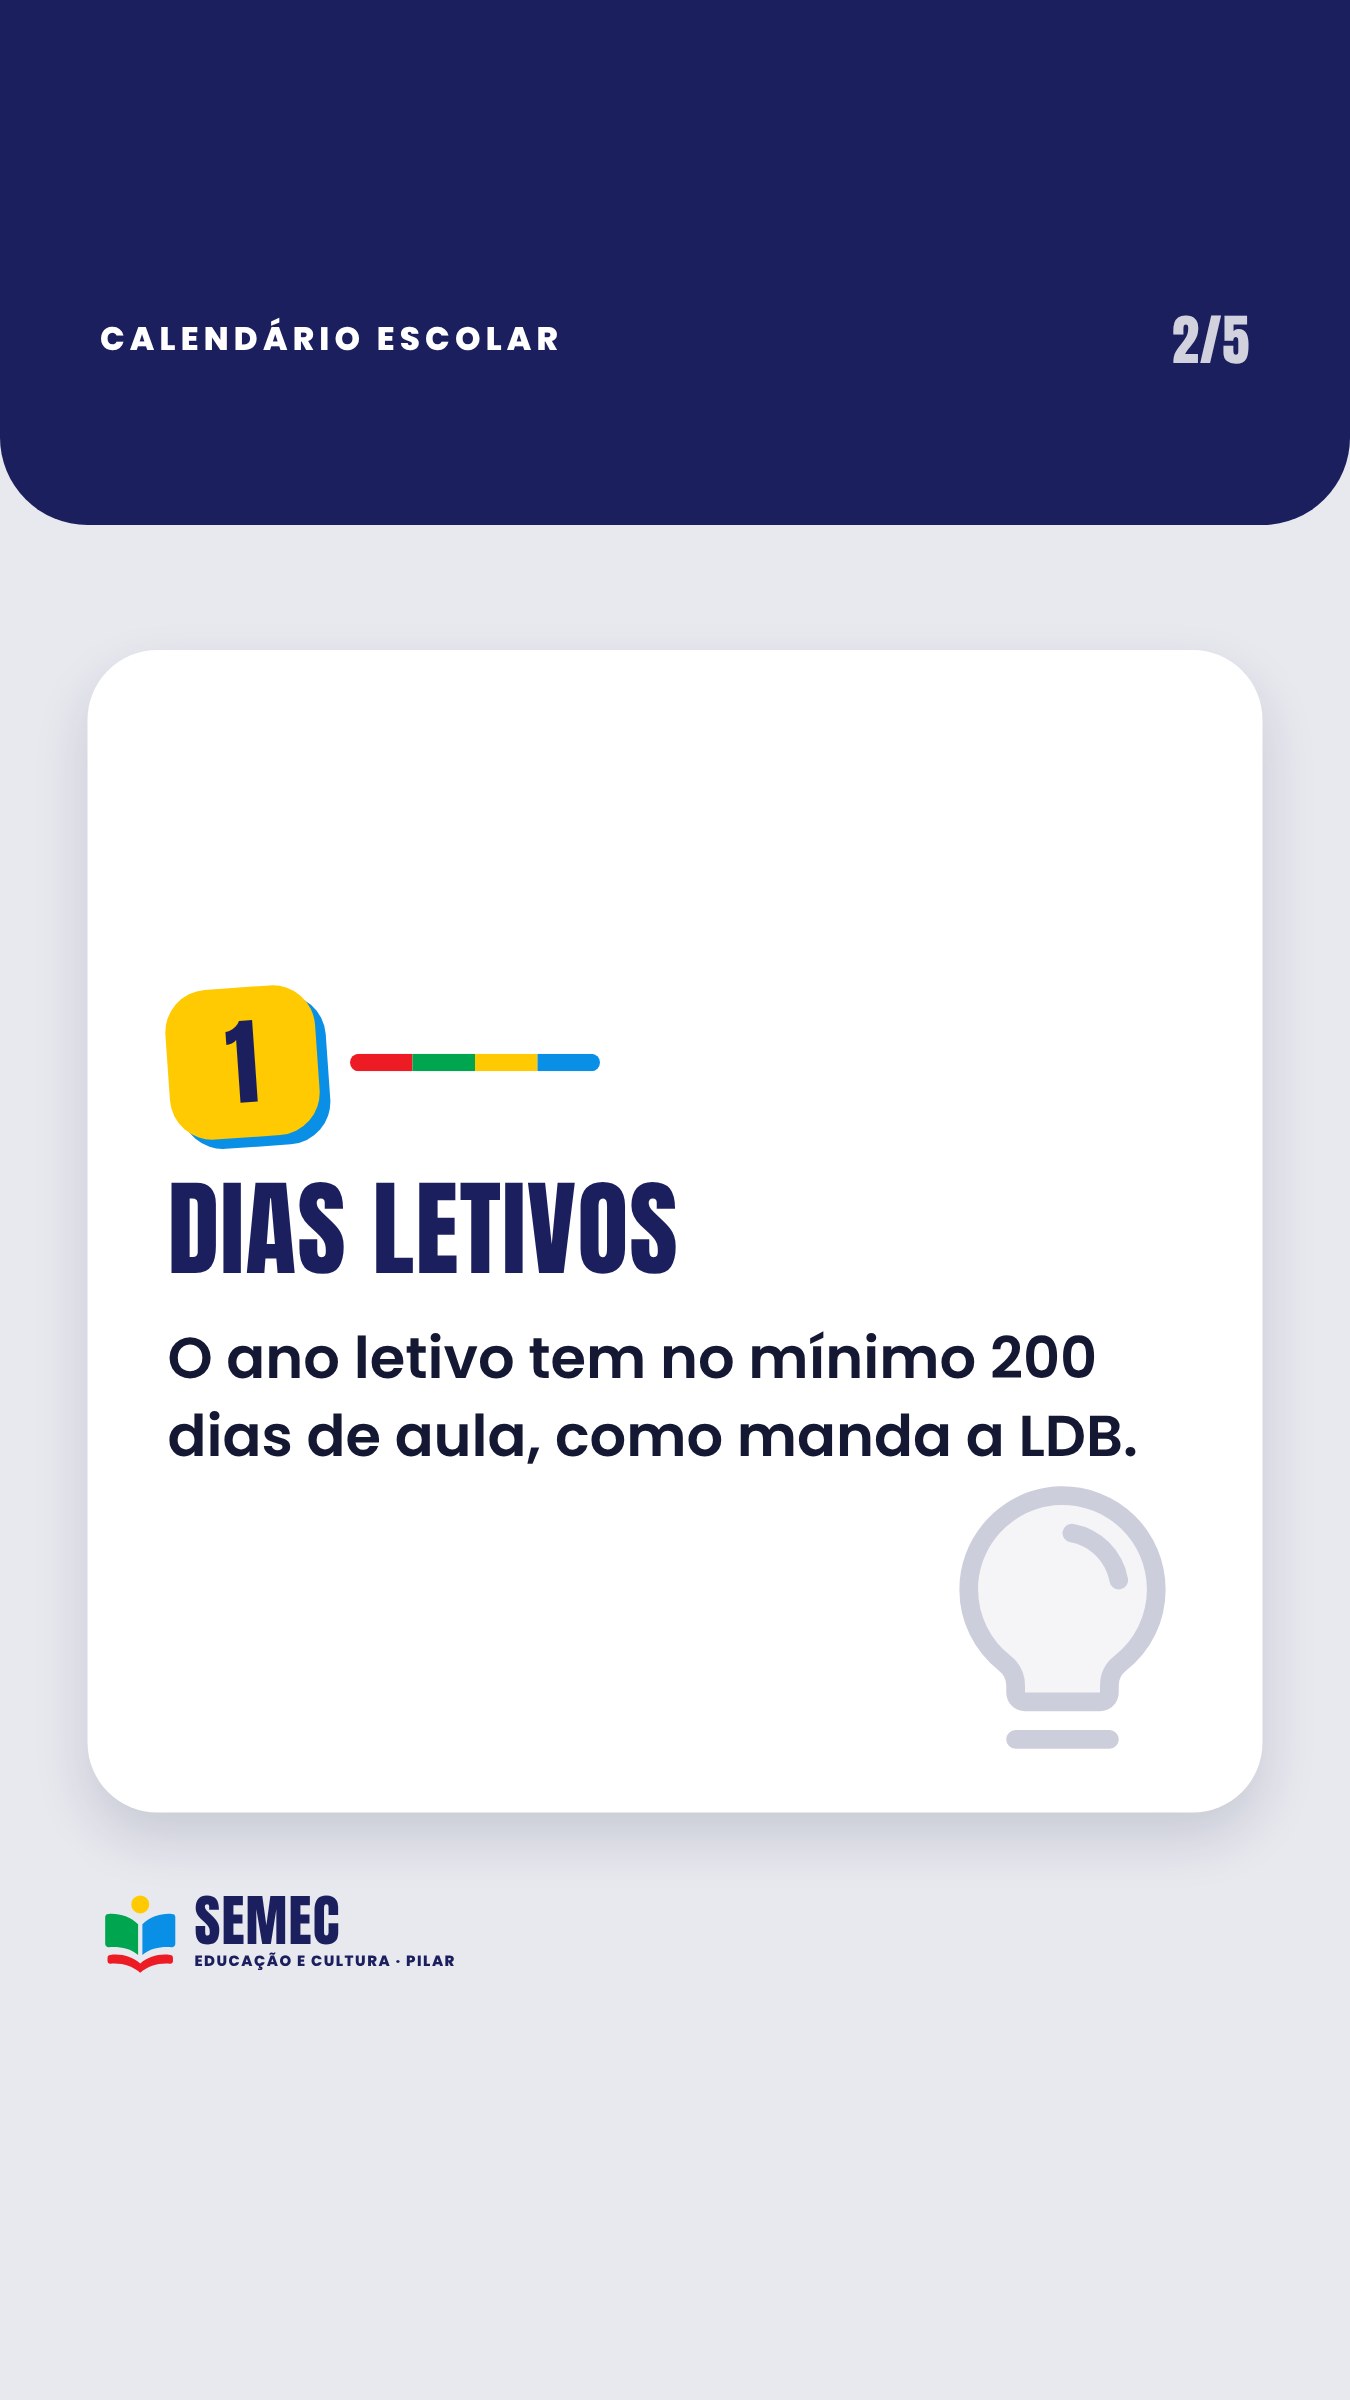 CALENDÁRIO ESCOLAR
2/5
1
DIAS LETIVOS
O ano letivo tem no mínimo 200
dias de aula, como manda a LDB.
SEMEC
EDUCAÇÃO E CULTURA · PILAR